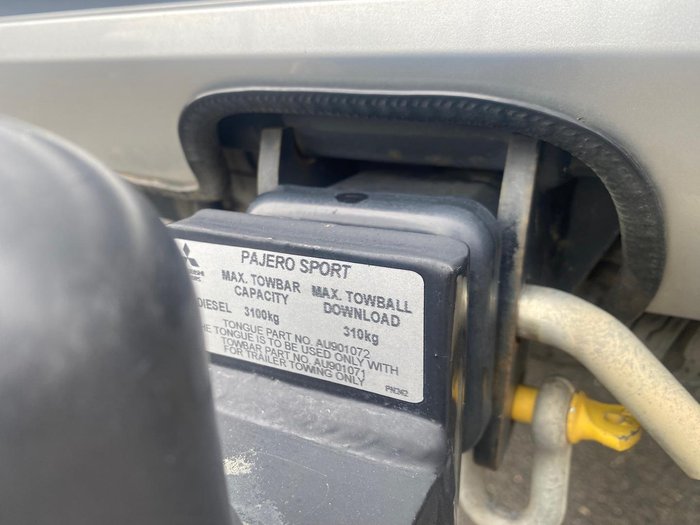 PAJERO SPORT
MAX. TOWBAR CAPACITY
MAX. TOWBALL DOWNLOAD
DIESEL 3100kg 310kg
TONGUE PART NO. AU901072
THE TONGUE IS TO BE USED ONLY WITH
TOWBAR PART NO. AU901071
FOR TRAILER TOWING ONLY
PN362